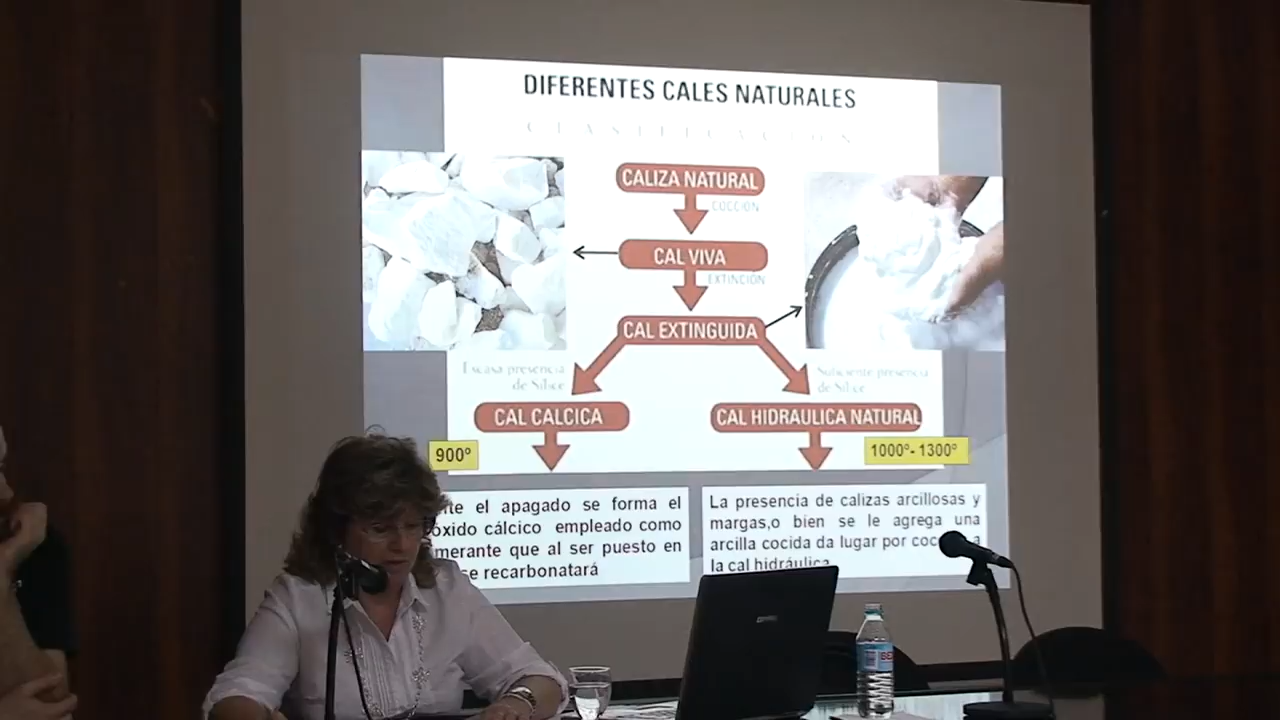 DIFERENTES CALES NATURALES
CLASIFICACIÓN
CALIZA NATURAL
COCCIÓN
CAL VIVA
EXTINCIÓN
CAL EXTINGUIDA
Escasa presencia
de Sílice
Suficiente presencia
de Sílice
CAL CALCICA
CAL HIDRAULICA NATURAL
900º
1000º- 1300º
el apagado se forma el
óxido cálcico empleado como
que al ser puesto en
se recarbonatará
La presencia de calizas arcillosas y
margas,o bien se le agrega una
arcilla cocida da lugar por
la cal hidráulica